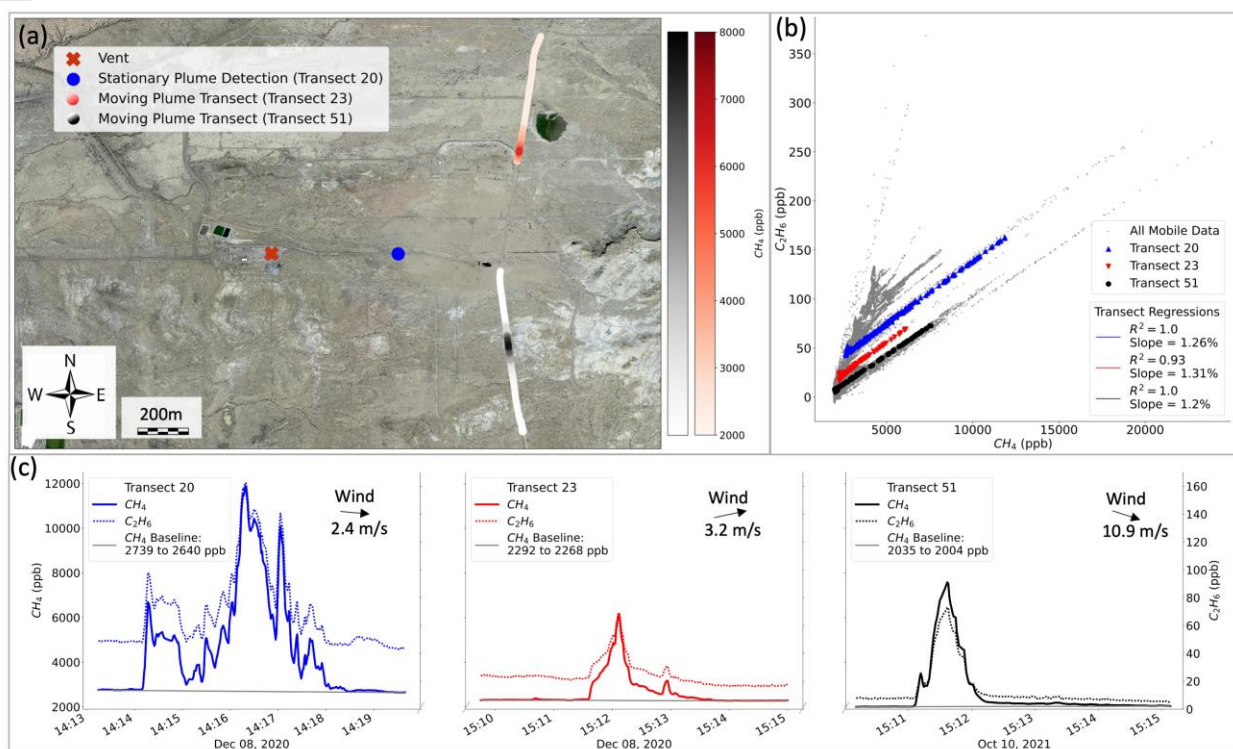 (a)
Vent
Stationary Plume Detection (Transect 20)
Moving Plume Transect (Transect 23)
Moving Plume Transect (Transect 51)
N
W
E
S
200m
8000
7000
6000
5000
4000
3000
2000
CH₄ (ppb)
(b)
350
300
250
200
150
100
50
0
C₂H₆ (ppb)
All Mobile Data
Transect 20
Transect 23
Transect 51
Transect Regressions
R² = 1.0
Slope = 1.26%
R² = 0.93
Slope = 1.31%
R² = 1.0
Slope = 1.2%
5000
10000
15000
20000
CH₄ (ppb)
(c)
12000
10000
8000
6000
4000
2000
CH₄ (ppb)
Transect 20
CH₄
C₂H₆
CH₄ Baseline:
2739 to 2640 ppb
Wind
2.4 m/s
14:13
14:14
14:15
14:16
14:17
14:18
14:19
Dec 08, 2020
Transect 23
CH₄
C₂H₆
CH₄ Baseline:
2292 to 2268 ppb
Wind
3.2 m/s
15:10
15:12
15:13
15:14
15:15
Dec 08, 2020
Transect 51
CH₄
C₂H₆
CH₄ Baseline:
2035 to 2004 ppb
Wind
10.9 m/s
15:11
15:12
15:14
15:15
Oct 10, 2021
160
140
120
100
80
60
40
20
0
C₂H₆ (ppb)